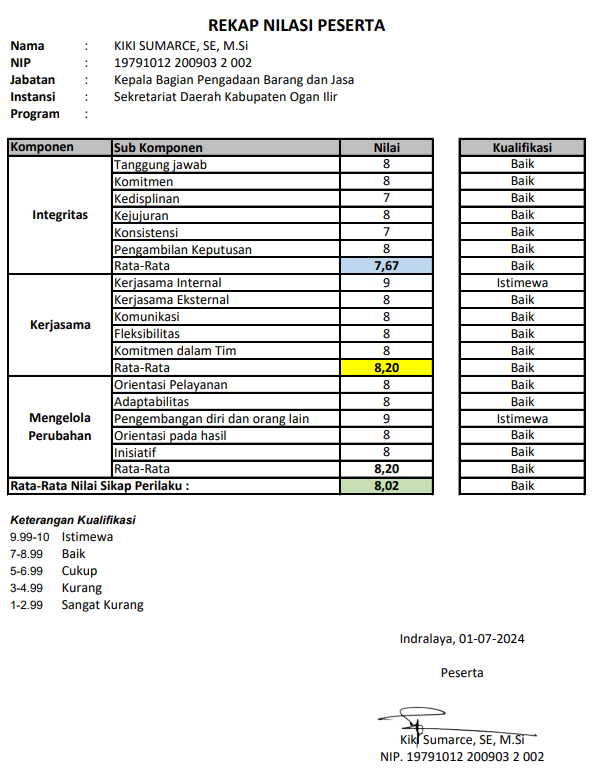 REKAP NILASI PESERTA
Nama : KIKI SUMARCE, SE, M.Si
NIP : 19791012 200903 2 002
Jabatan : Kepala Bagian Pengadaan Barang dan Jasa
Instansi : Sekretariat Daerah Kabupaten Ogan Ilir
Program :
Komponen Sub Komponen Nilai Kualifikasi
Tanggung jawab 8 Baik
Komitmen 8 Baik
Kedisplinan 7 Baik
Integritas Kejujuran 8 Baik
Konsistensi 7 Baik
Pengambilan Keputusan 8 Baik
Rata-Rata 7,67 Baik
Kerjasama Internal 9 Istimewa
Kerjasama Eksternal 8 Baik
Kerjasama Komunikasi 8 Baik
Fleksibilitas 8 Baik
Komitmen dalam Tim 8 Baik
Rata-Rata 8,20 Baik
Orientasi Pelayanan 8 Baik
Adaptabilitas 8 Baik
Mengelola Pengembangan diri dan orang lain 9 Istimewa
Perubahan Orientasi pada hasil 8 Baik
Inisiatif 8 Baik
Rata-Rata 8,20 Baik
Rata-Rata Nilai Sikap Perilaku : 8,02 Baik
Keterangan Kualifikasi
9.99-10 Istimewa
7-8.99 Baik
5-6.99 Cukup
3-4.99 Kurang
1-2.99 Sangat Kurang
Indralaya, 01-07-2024
Peserta
Kiki Sumarce, SE, M.Si
NIP. 19791012 200903 2 002